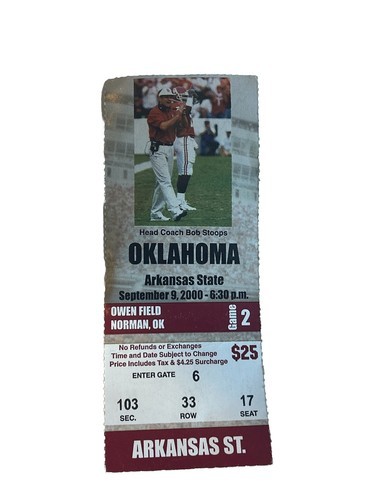 Head Coach Bob Stoops
OKLAHOMA
Arkansas State
September 9, 2000 - 6:30 p.m.
OWEN FIELD
NORMAN, OK
Game 2
No Refunds or Exchanges
Time and Date Subject to Change
Price Includes Tax & $4.25 Surcharge
$25
ENTER GATE 6
103 33 17
SEC. ROW SEAT
ARKANSAS ST.